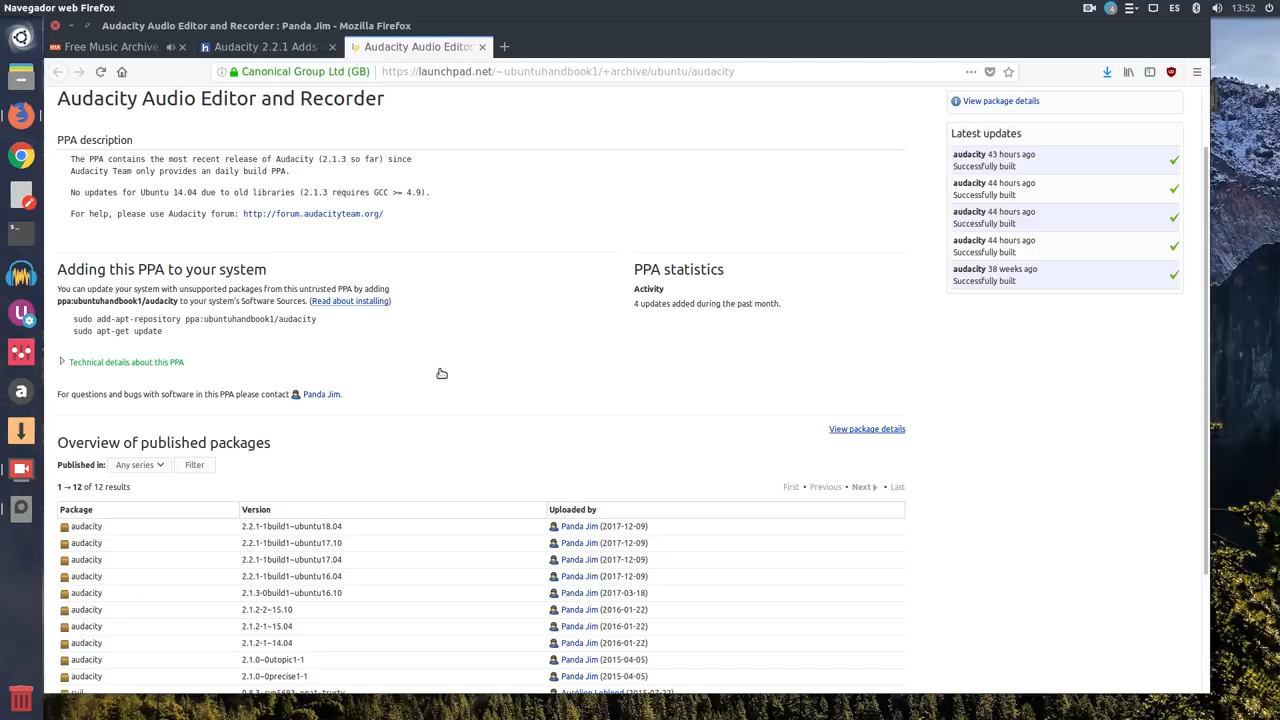 Navegador web Firefox
4
ES
13:52
Audacity Audio Editor and Recorder : Panda Jim - Mozilla Firefox
Free Music Archive
Audacity 2.2.1 Adds
Audacity Audio Editor
Canonical Group Ltd (GB)
https://launchpad.net/~ubuntuhandbook1/+archive/ubuntu/audacity
Audacity Audio Editor and Recorder
View package details
PPA description
The PPA contains the most recent release of Audacity (2.1.3 so far) since
Audacity Team only provides an daily build PPA.
No updates for Ubuntu 14.04 due to old libraries (2.1.3 requires GCC >= 4.9).
For help, please use Audacity forum: http://forum.audacityteam.org/
Latest updates
audacity 43 hours ago
Successfully built
audacity 44 hours ago
Successfully built
audacity 44 hours ago
Successfully built
audacity 44 hours ago
Successfully built
audacity 38 weeks ago
Successfully built
Adding this PPA to your system
You can update your system with unsupported packages from this untrusted PPA by adding
ppa:ubuntuhandbook1/audacity to your system's Software Sources. (Read about installing)
sudo add-apt-repository ppa:ubuntuhandbook1/audacity
sudo apt-get update
Technical details about this PPA
For questions and bugs with software in this PPA please contact Panda Jim.
PPA statistics
Activity
4 updates added during the past month.
View package details
Overview of published packages
Published in: Any series Filter
1 → 12 of 12 results
First • Previous • Next • Last
Package Version Uploaded by
audacity 2.2.1-1build1~ubuntu18.04 Panda Jim (2017-12-09)
audacity 2.2.1-1build1~ubuntu17.10 Panda Jim (2017-12-09)
audacity 2.2.1-1build1~ubuntu17.04 Panda Jim (2017-12-09)
audacity 2.2.1-1build1~ubuntu16.04 Panda Jim (2017-12-09)
audacity 2.1.3-0build1~ubuntu16.10 Panda Jim (2017-03-18)
audacity 2.1.2-2~15.10 Panda Jim (2016-01-22)
audacity 2.1.2-1~15.04 Panda Jim (2016-01-22)
audacity 2.1.2-1~14.04 Panda Jim (2016-01-22)
audacity 2.1.0~0utopic1-1 Panda Jim (2015-04-05)
audacity 2.1.0~0precise1-1 Panda Jim (2015-04-05)